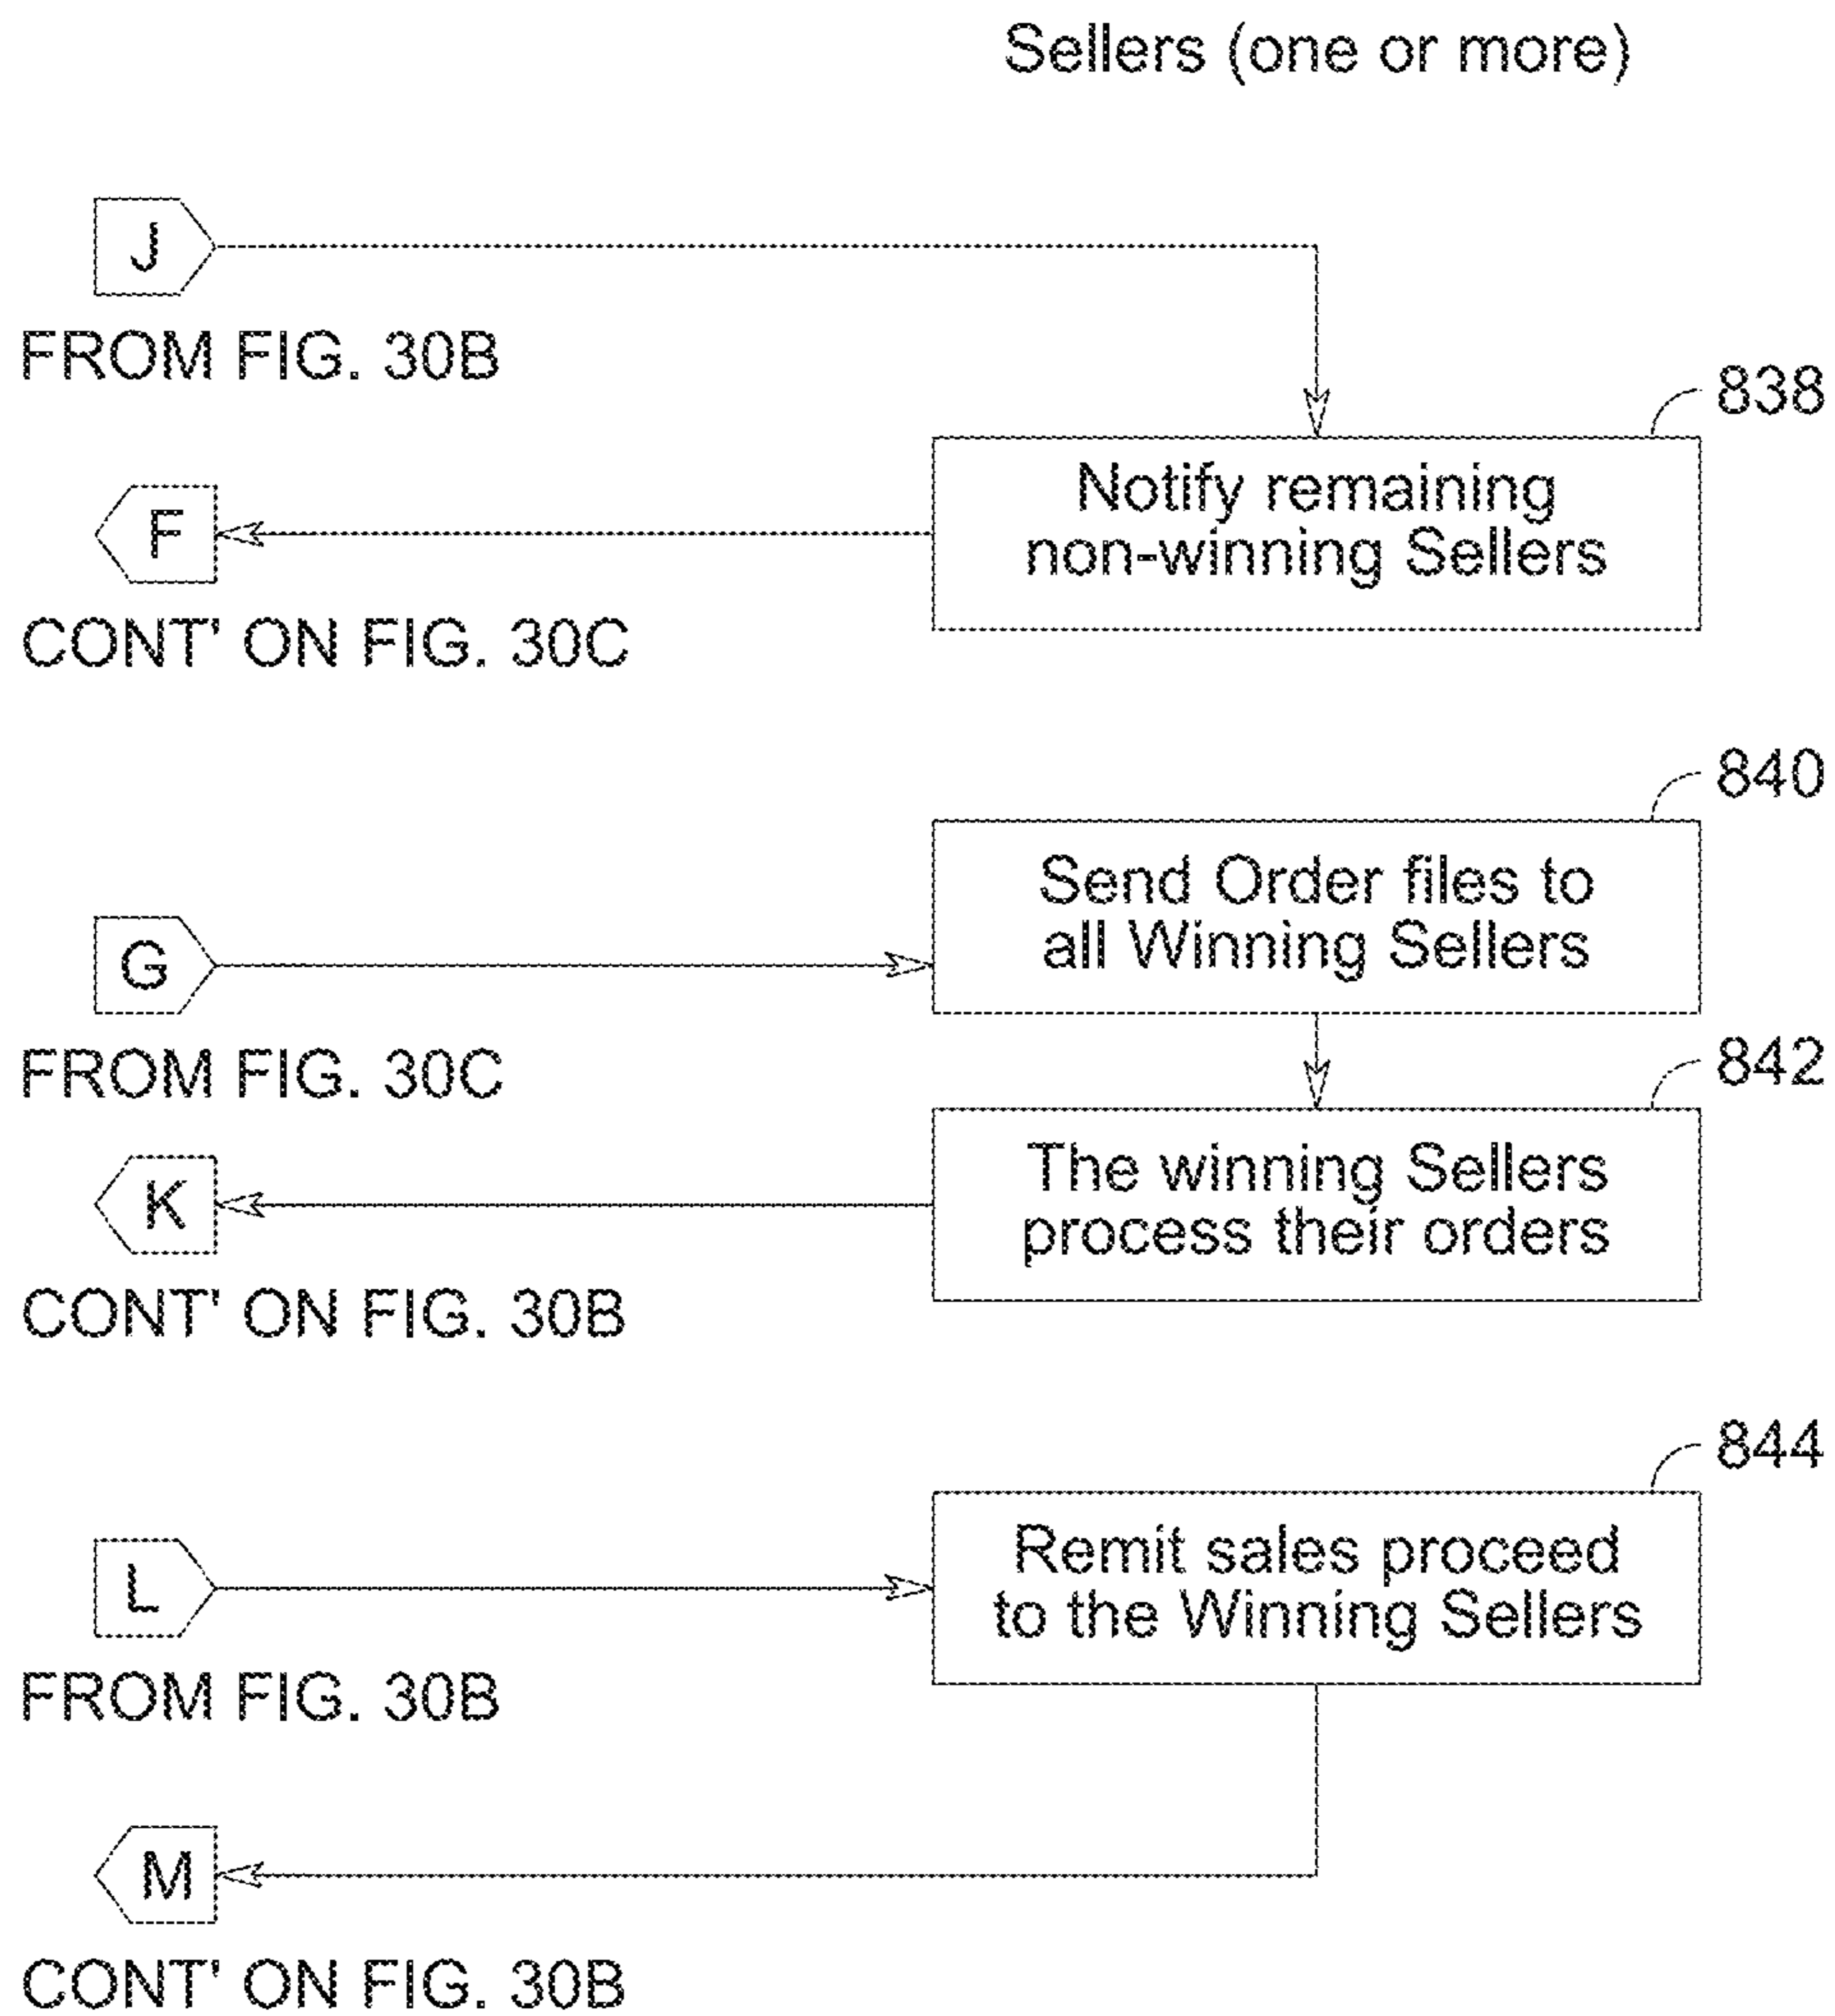 Sellers (one or more)
J
FROM FIG. 30B
838
Notify remaining
non-winning Sellers
F
CONT' ON FIG. 30C
840
Send Order files to
all Winning Sellers
G
FROM FIG. 30C
842
The winning Sellers
process their orders
K
CONT' ON FIG. 30B
844
Remit sales proceed
to the Winning Sellers
L
FROM FIG. 30B
M
CONT' ON FIG. 30B